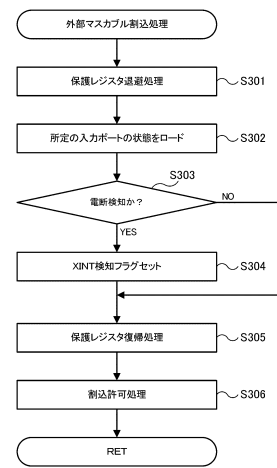 外部マスカブル割込処理
保護レジスタ退避処理
S301
所定の入力ポートの状態をロード
S302
S303
電断検知か？
NO
YES
XINT検知フラグセット
S304
保護レジスタ復帰処理
S305
割込許可処理
S306
RET